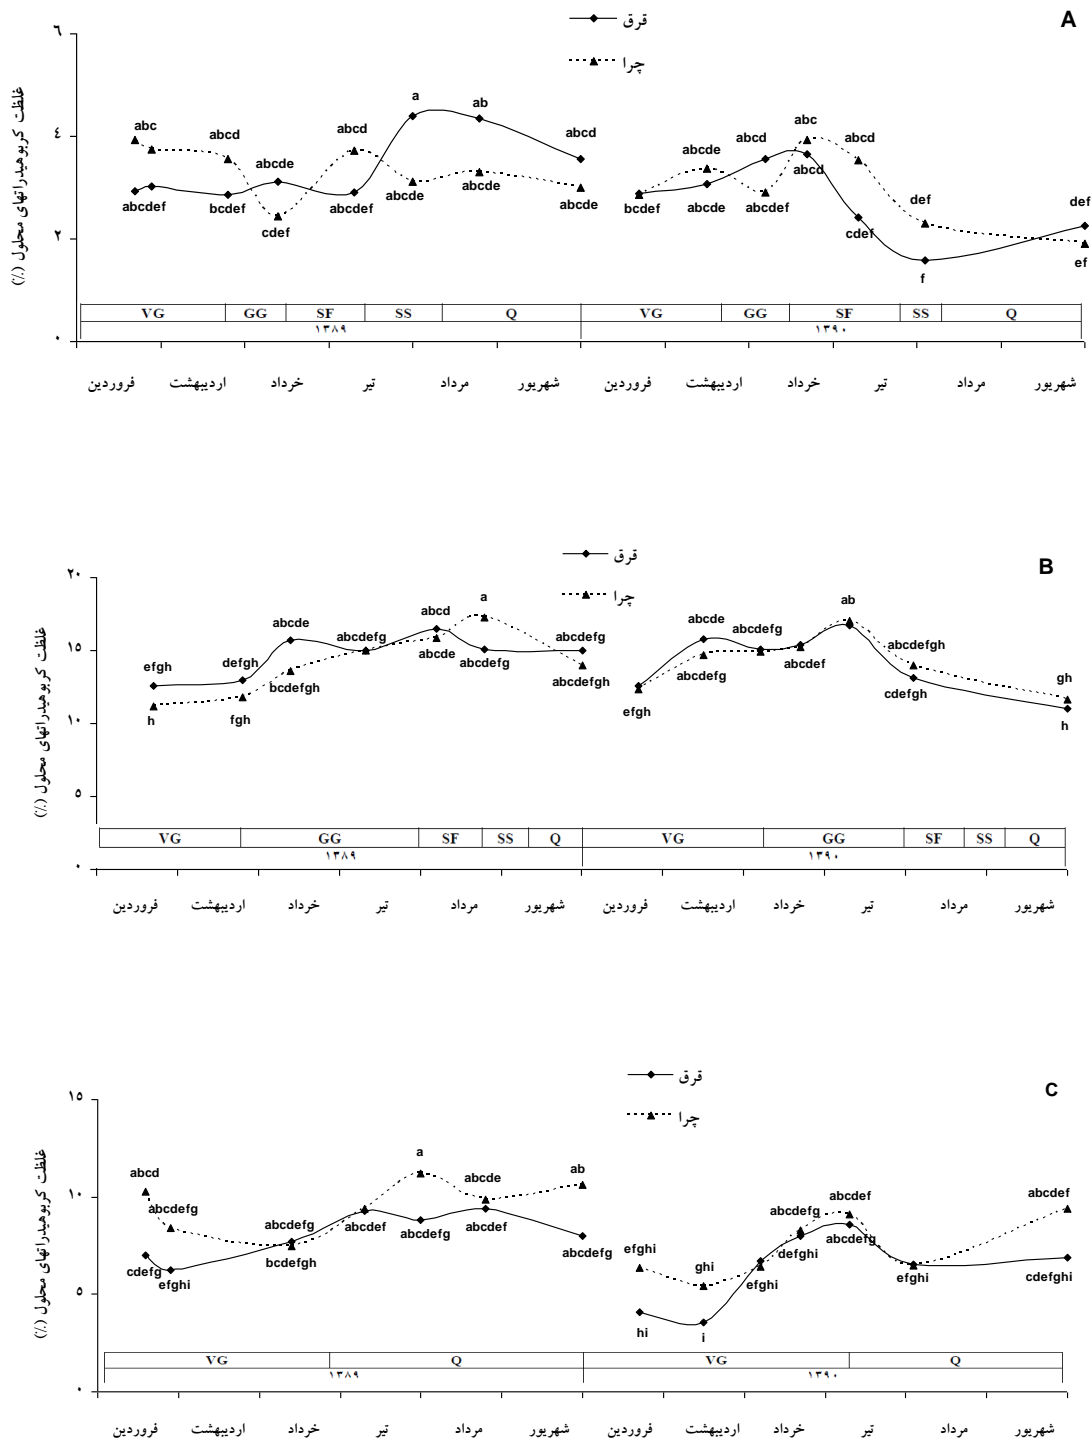 A
قرق
چرا
غلظت کربوهیدراتهای محلول (٪)
۶
۴
۲
۰
abc
abcd
abcde
abcd
a
ab
abcd
abcdef
bcdef
cdef
abcdef
abcde
abcde
abcde
abcde
abcd
abc
abcd
def
def
bcdef
abcde
abcdef
abcd
cdef
f
ef
VG GG SF SS Q VG GG SF SS Q
۱۳۸۹ ۱۳۹۰
فروردین اردیبهشت خرداد تیر مرداد شهریور فروردین اردیبهشت خرداد تیر مرداد شهریور
B
قرق
چرا
غلظت کربوهیدراتهای محلول (٪)
۲۰
۱۵
۱۰
۵
۰
efgh
defgh
abcde
abcdefg
abcd
a
abcdefg
h
fgh
bcdefgh
abcde
abcdefg
abcdefgh
abcde
abcdefg
ab
abcdefgh
gh
efgh
abcdefg
abcdef
cdefgh
h
VG GG SF SS Q VG GG SF SS Q
۱۳۸۹ ۱۳۹۰
فروردین اردیبهشت خرداد تیر مرداد شهریور فروردین اردیبهشت خرداد تیر مرداد شهریور
C
قرق
چرا
غلظت کربوهیدراتهای محلول (٪)
۱۵
۱۰
۵
۰
abcd
abcdefg
abcdefg
a
abcde
ab
cdefg
efghi
bcdefgh
abcdef
abcdefg
abcdef
abcdefg
efghi
ghi
abcdefg
abcdef
abcdef
hi
i
efghi
defghi
abcdefg
efghi
cdefghi
VG Q VG Q
۱۳۸۹ ۱۳۹۰
فروردین اردیبهشت خرداد تیر مرداد شهریور فروردین اردیبهشت خرداد تیر مرداد شهریور